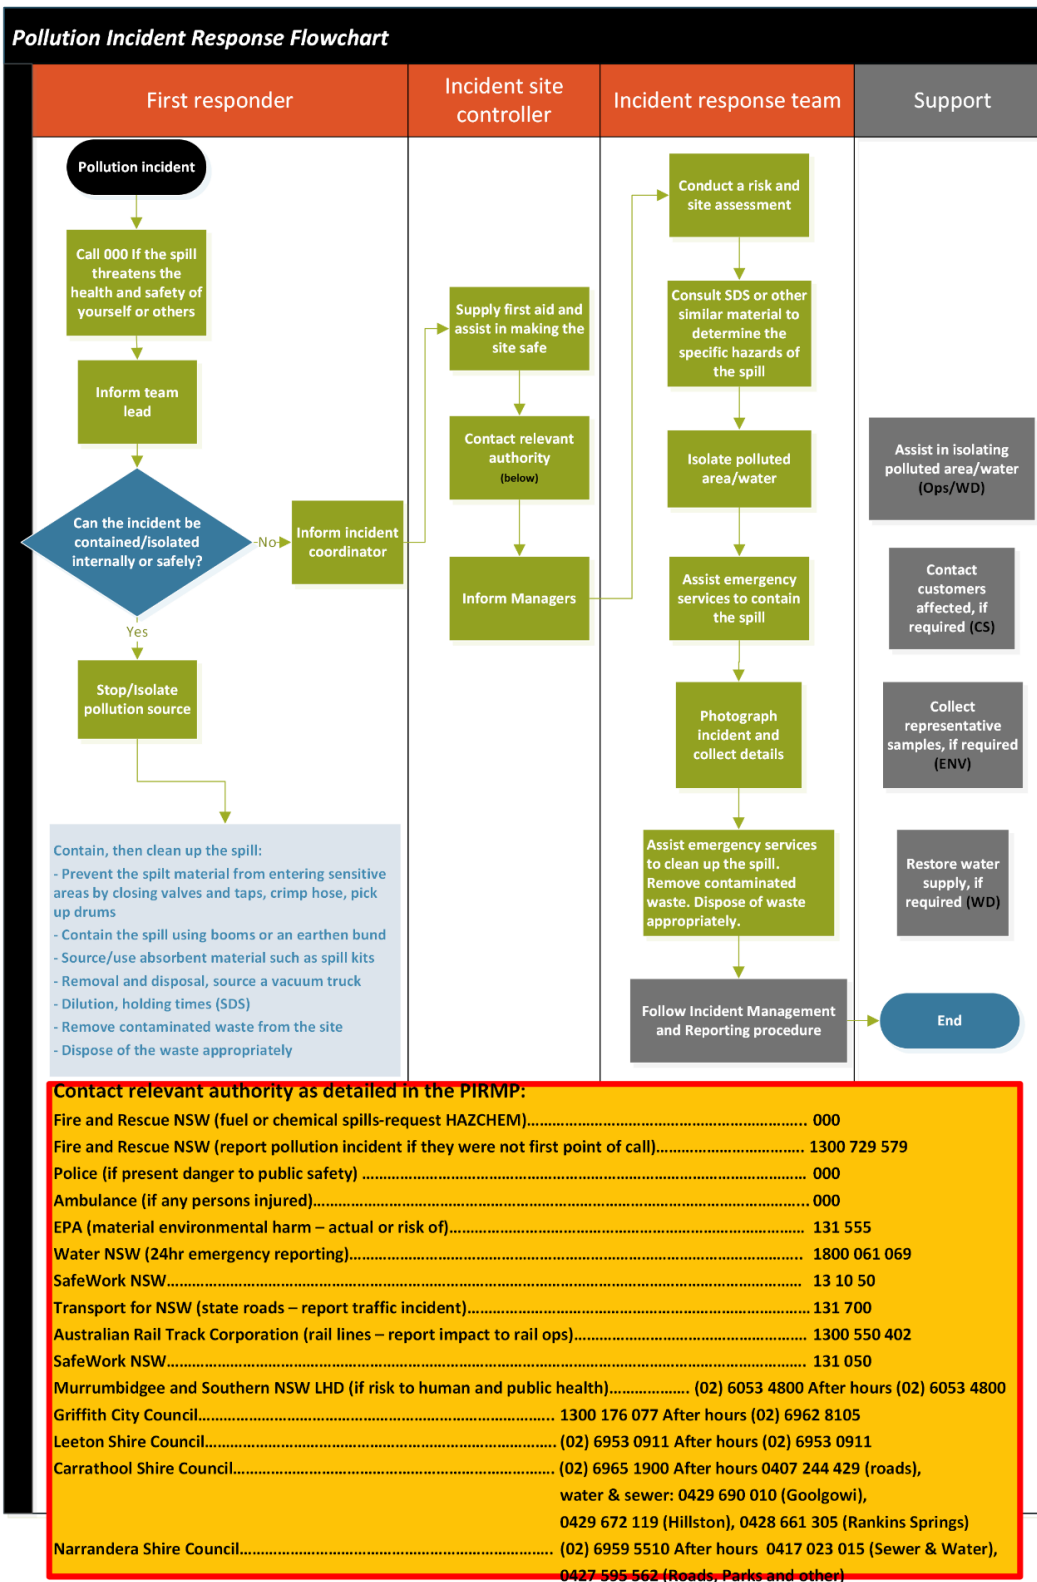 Pollution Incident Response Flowchart
First responder
Incident site
controller
Incident response team
Support
Pollution incident
Call 000 If the spill
threatens the
health and safety of
yourself or others
Inform team
lead
Can the incident be
contained/isolated
internally or safely?
No
Inform incident
coordinator
Yes
Stop/Isolate
pollution source
Contain, then clean up the spill:
- Prevent the spilt material from entering sensitive
areas by closing valves and taps, crimp hose, pick
up drums
- Contain the spill using booms or an earthen bund
- Source/use absorbent material such as spill kits
- Removal and disposal, source a vacuum truck
- Dilution, holding times (SDS)
- Remove contaminated waste from the site
- Dispose of the waste appropriately
Supply first aid and
assist in making the
site safe
Contact relevant
authority
(below)
Inform Managers
Conduct a risk and
site assessment
Consult SDS or other
similar material to
determine the
specific hazards of
the spill
Isolate polluted
area/water
Assist emergency
services to contain
the spill
Photograph
incident and
collect details
Assist emergency services
to clean up the spill.
Remove contaminated
waste. Dispose of waste
appropriately.
Follow Incident Management
and Reporting procedure
Assist in isolating
polluted area/water
(Ops/WD)
Contact
customers
affected, if
required (CS)
Collect
representative
samples, if required
(ENV)
Restore water
supply, if
required (WD)
End
Contact relevant authority as detailed in the PIRMP:
Fire and Rescue NSW (fuel or chemical spills-request HAZCHEM)........................ 000
Fire and Rescue NSW (report pollution incident if they were not first point of call)........................ 1300 729 579
Police (if present danger to public safety) ........................ 000
Ambulance (if any persons injured)........................ 000
EPA (material environmental harm – actual or risk of)........................ 131 555
Water NSW (24hr emergency reporting)........................ 1800 061 069
SafeWork NSW........................ 13 10 50
Transport for NSW (state roads – report traffic incident)........................ 131 700
Australian Rail Track Corporation (rail lines – report impact to rail ops)........................ 1300 550 402
SafeWork NSW........................ 131 050
Murrumbidgee and Southern NSW LHD (if risk to human and public health)................... (02) 6053 4800 After hours (02) 6053 4800
Griffith City Council........................ 1300 176 077 After hours (02) 6962 8105
Leeton Shire Council........................ (02) 6953 0911 After hours (02) 6953 0911
Carrathool Shire Council........................ (02) 6965 1900 After hours 0407 244 429 (roads),
water & sewer: 0429 690 010 (Goolgowi),
0429 672 119 (Hillston), 0428 661 305 (Rankins Springs)
Narrandera Shire Council........................ (02) 6959 5510 After hours 0417 023 015 (Sewer & Water),
0427 595 562 (Roads, Parks and other)